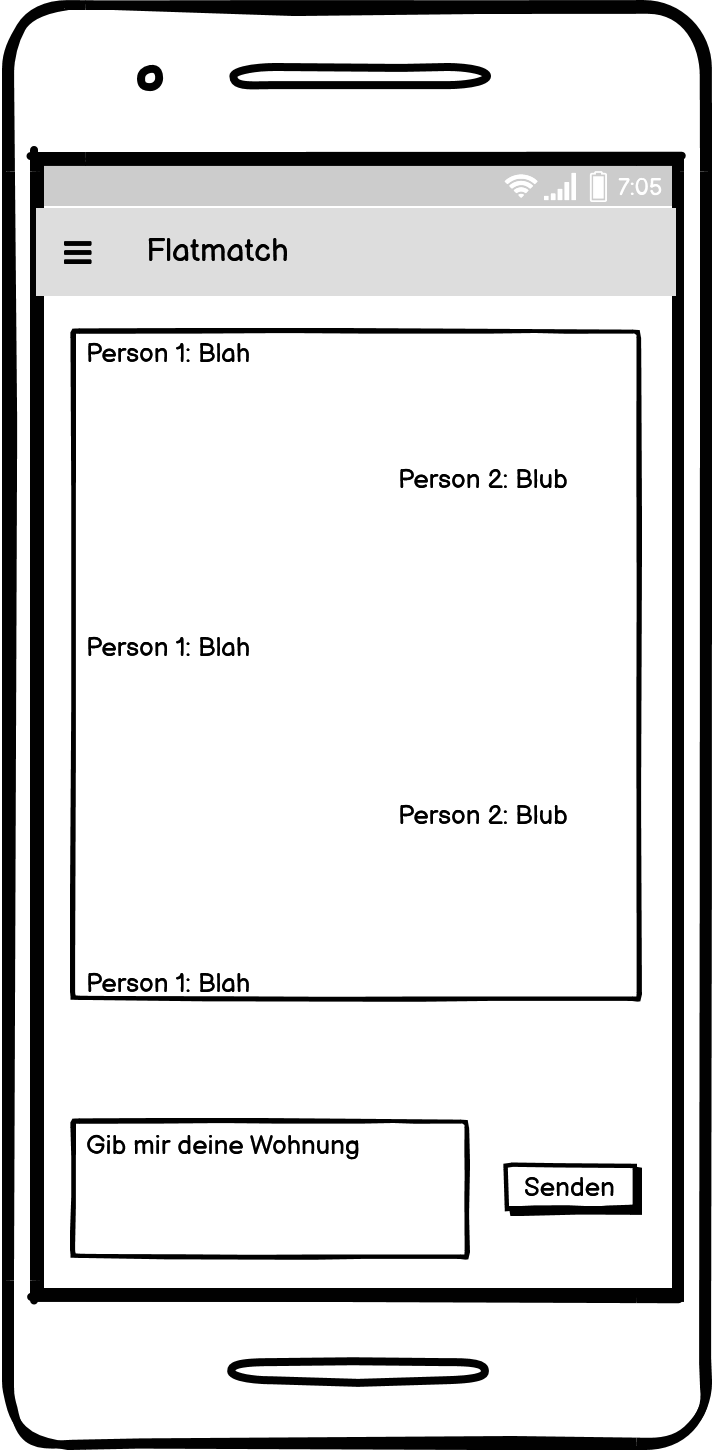 7:05
Flatmatch
Person 1: Blah
Person 2: Blub
Person 1: Blah
Person 2: Blub
Person 1: Blah
Gib mir deine Wohnung
Senden